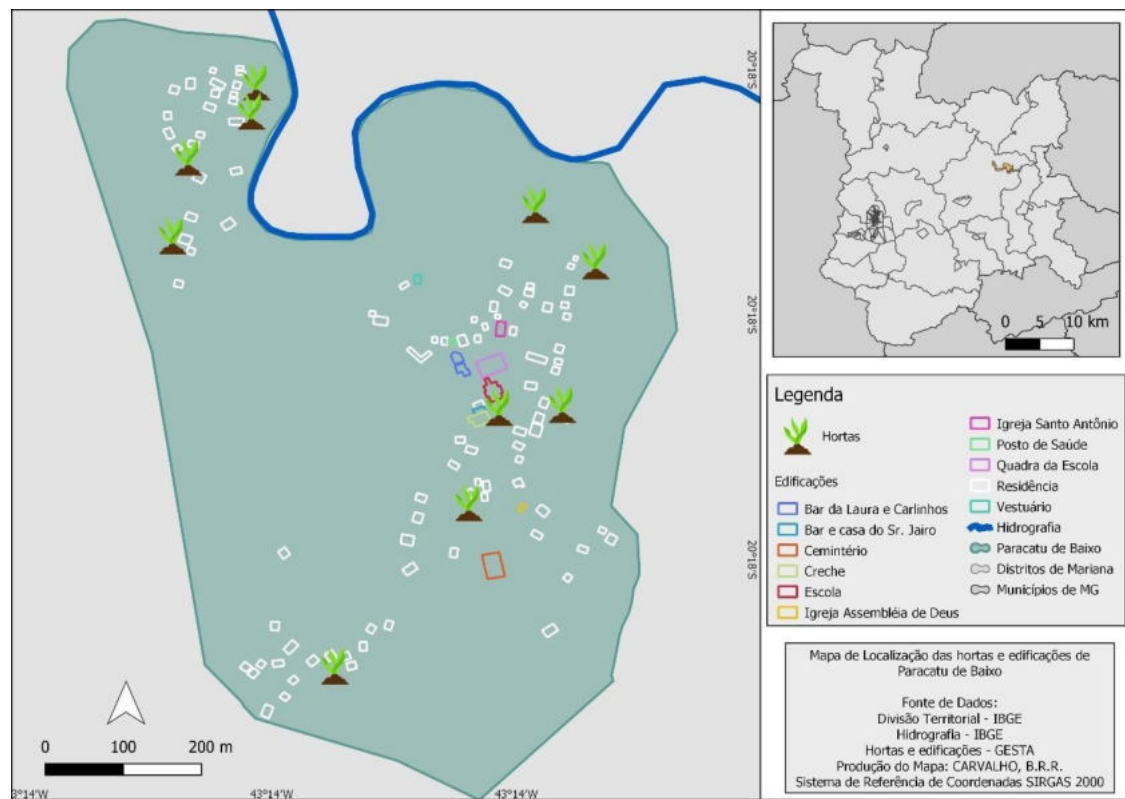 20°18'S
20°18'S
20°18'S
0 100 200 m
3°14'W 43°14'W 43°14'W
0 5 10 km
Legenda
Hortas
Edificações
Bar da Laura e Carlinhos
Bar e casa do Sr. Jairo
Cemintério
Creche
Escola
Igreja Assembléia de Deus
Igreja Santo Antônio
Posto de Saúde
Quadra da Escola
Residência
Vestuário
Hidrografia
Paracatu de Baixo
Distritos de Mariana
Municípios de MG
Mapa de Localização das hortas e edificações de
Paracatu de Baixo
Fonte de Dados:
Divisão Territorial - IBGE
Hidrografia - IBGE
Hortas e edificações - GESTA
Produção do Mapa: CARVALHO, B.R.R.
Sistema de Referência de Coordenadas SIRGAS 2000